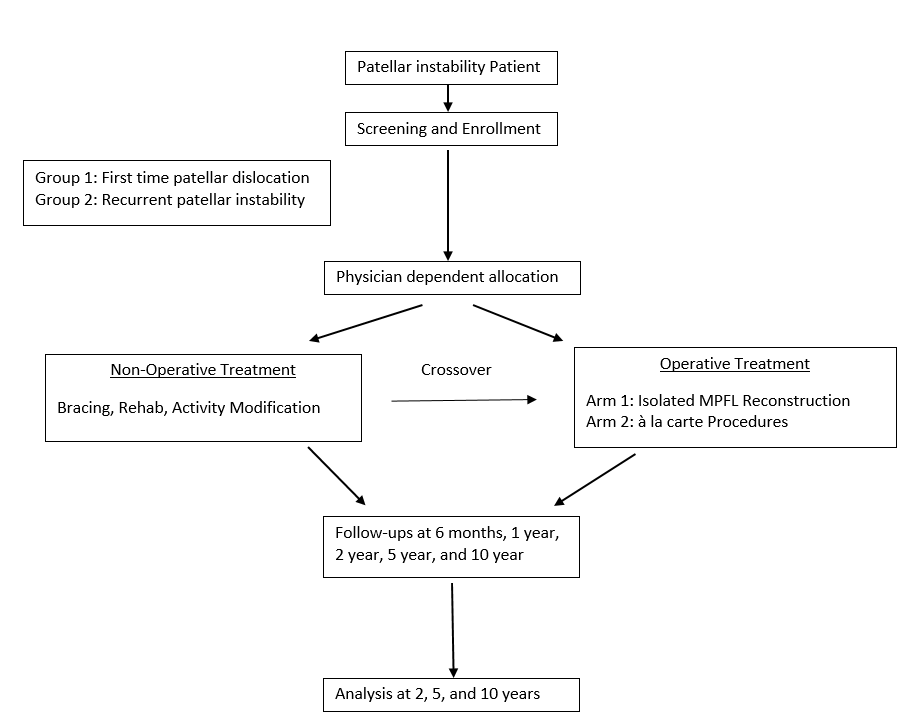 Patellar instability Patient
Screening and Enrollment
Group 1: First time patellar dislocation
Group 2: Recurrent patellar instability
Physician dependent allocation
Non-Operative Treatment
Bracing, Rehab, Activity Modification
Crossover
Operative Treatment
Arm 1: Isolated MPFL Reconstruction
Arm 2: à la carte Procedures
Follow-ups at 6 months, 1 year,
2 year, 5 year, and 10 year
Analysis at 2, 5, and 10 years